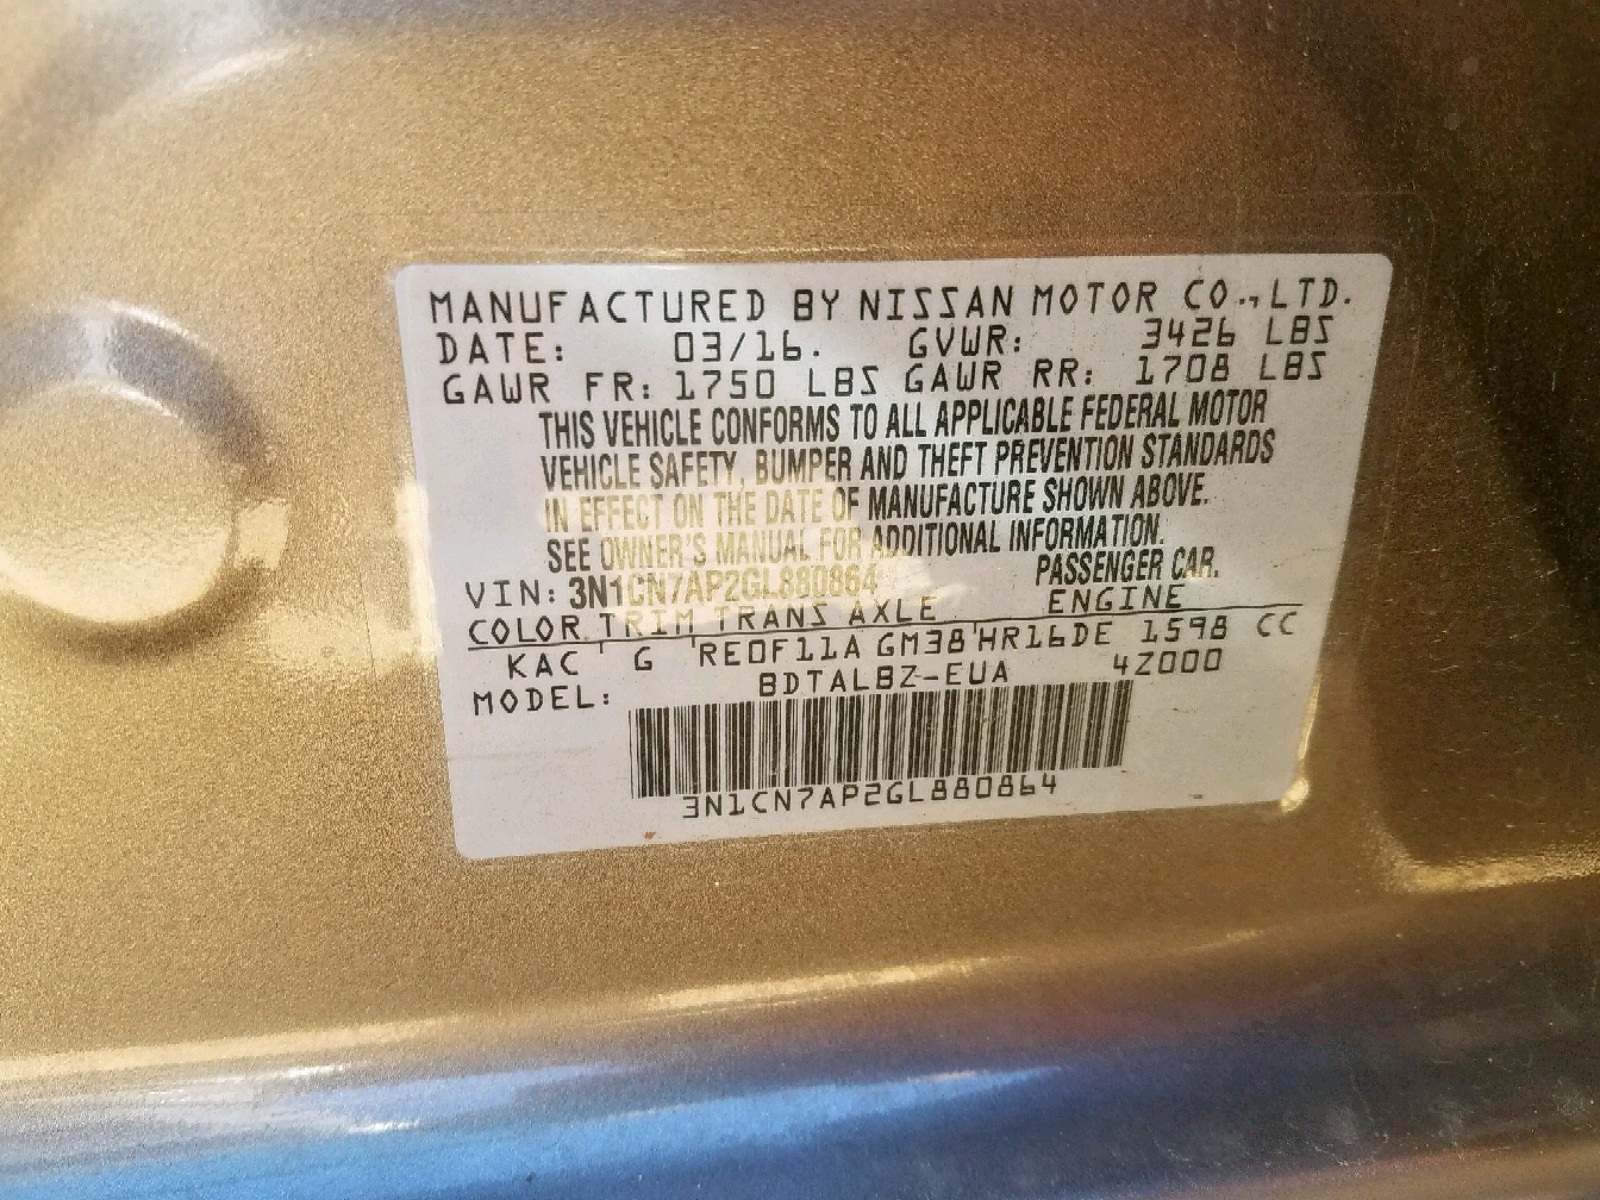 MANUFACTURED BY NISSAN MOTOR CO.,LTD.
DATE: 03/16. GVWR: 3426 LBS
GAWR FR: 1750 LBS GAWR RR: 1708 LBS
THIS VEHICLE CONFORMS TO ALL APPLICABLE FEDERAL MOTOR
VEHICLE SAFETY, BUMPER AND THEFT PREVENTION STANDARDS
IN EFFECT ON THE DATE OF MANUFACTURE SHOWN ABOVE.
SEE OWNER'S MANUAL FOR ADDITIONAL INFORMATION.
VIN: 3N1CN7AP2GL880864 PASSENGER CAR.
COLOR TRIM TRANS AXLE ENGINE
KAC G RE0F11A GM38 HR16DE 1598 CC
MODEL: BDTALBZ-EUA 4Z000
3N1CN7AP2GL880864